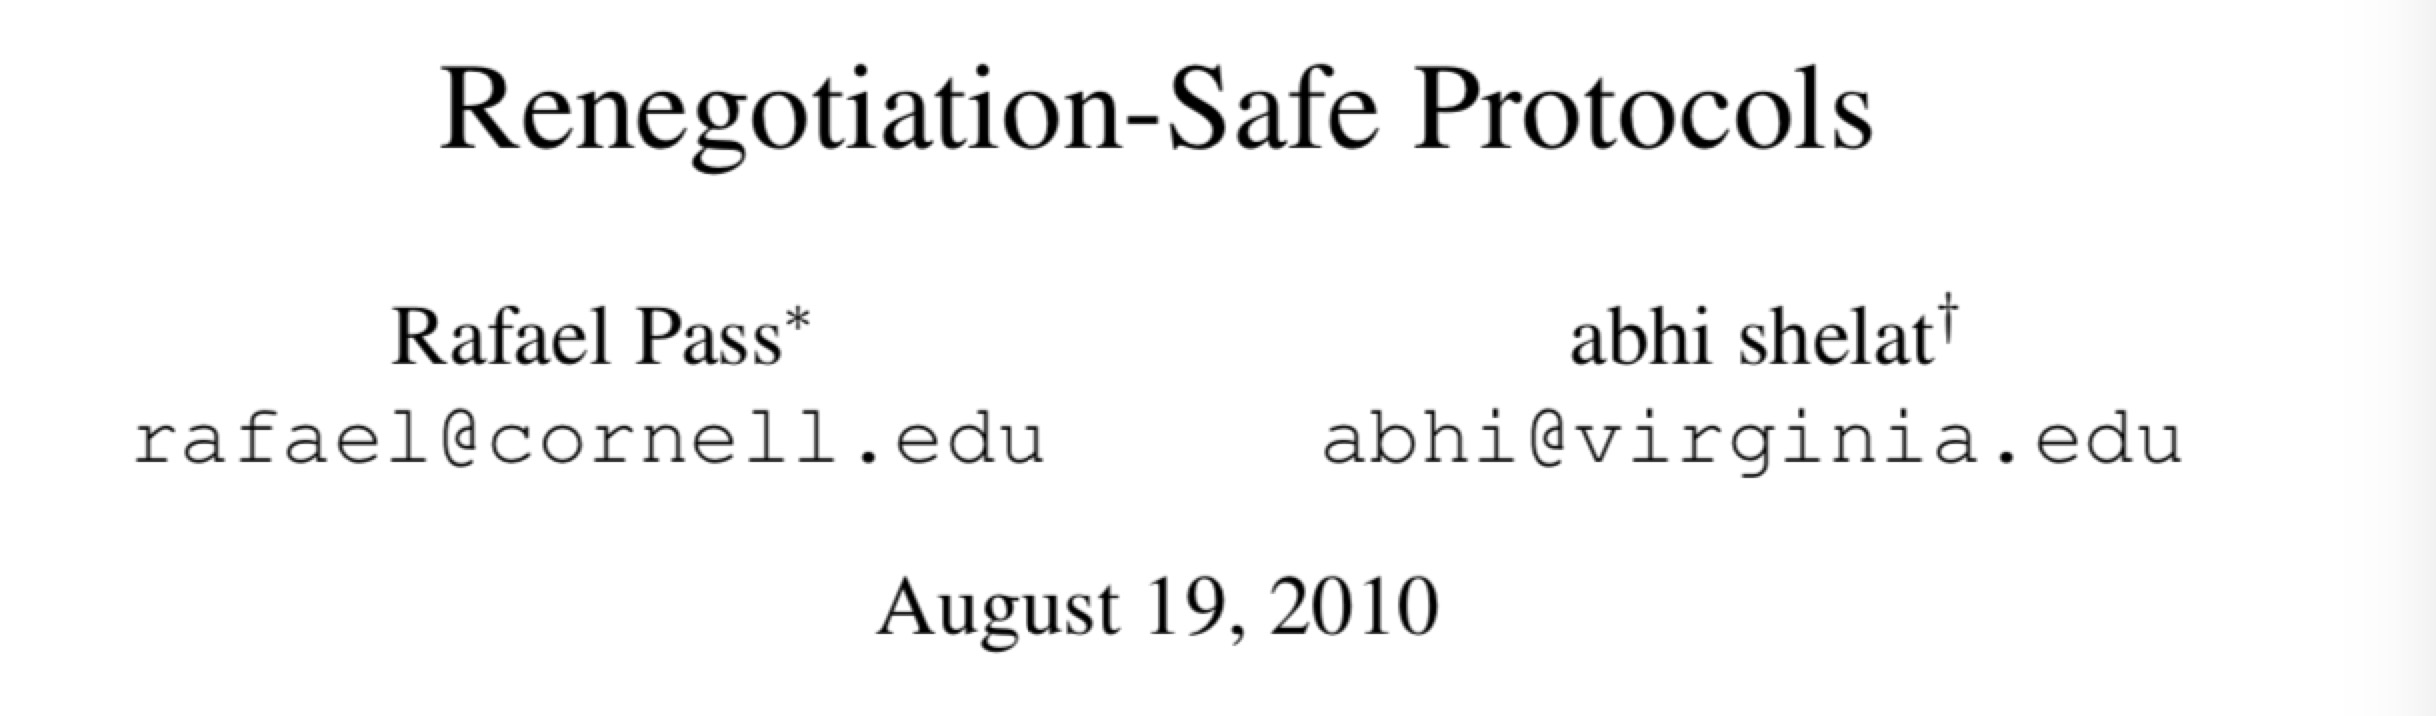 Renegotiation-Safe Protocols
Rafael Pass* abhi shelat†
rafael@cornell.edu abhi@virginia.edu
August 19, 2010